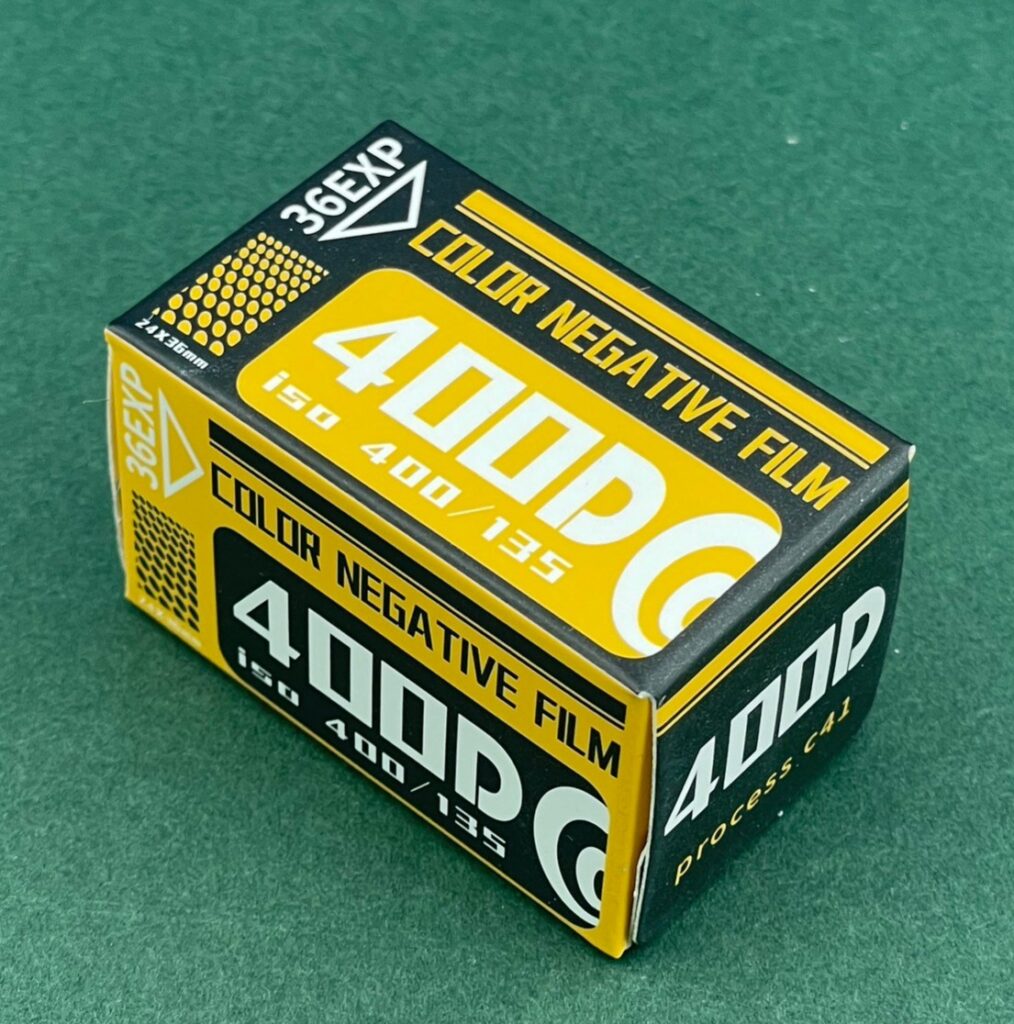 36EXP
24X36mm
COLOR NEGATIVE FILM
400D
iso 400/135
36EXP
COLOR NEGATIVE FILM
400D
iso 400/135
400D
process.c41